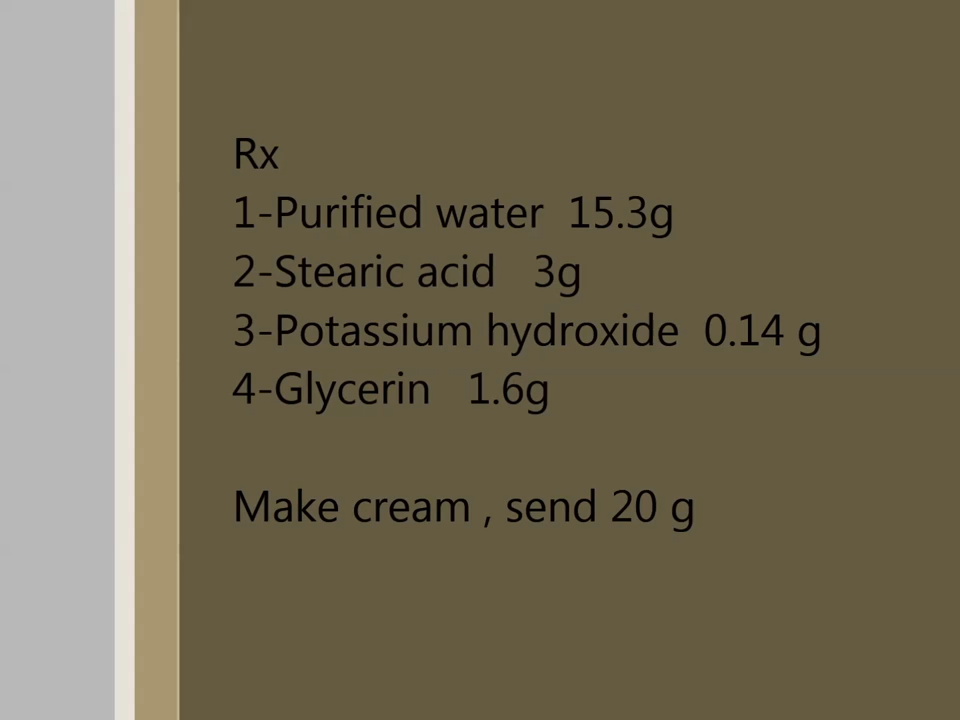 Rx
1-Purified water 15.3g
2-Stearic acid 3g
3-Potassium hydroxide 0.14 g
4-Glycerin 1.6g
Make cream , send 20 g